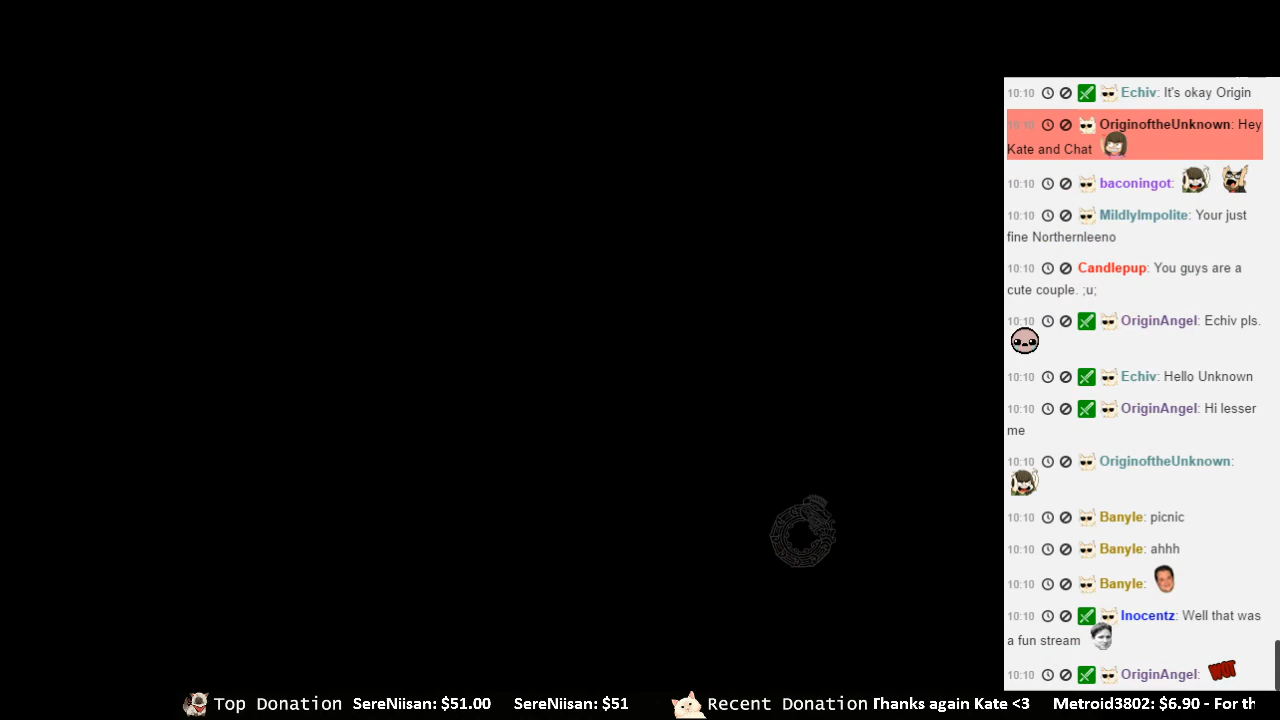 10:10 Echiv: It's okay Origin
10:10 OriginoftheUnknown: Hey
Kate and Chat
10:10 baconingot:
10:10 MildlyImpolite: Your just
fine Northernleeno
10:10 Candlepup: You guys are a
cute couple. ;u;
10:10 OriginAngel: Echiv pls.
10:10 Echiv: Hello Unknown
10:10 OriginAngel: Hi lesser
me
10:10 OriginoftheUnknown:
10:10 Banyle: picnic
10:10 Banyle: ahhh
10:10 Banyle:
10:10 Inocentz: Well that was
a fun stream
10:10 OriginAngel: WOT
Top Donation SereNiisan: $51.00 SereNiisan: $51 Recent Donation Thanks again Kate <3 Metroid3802: $6.90 - For th